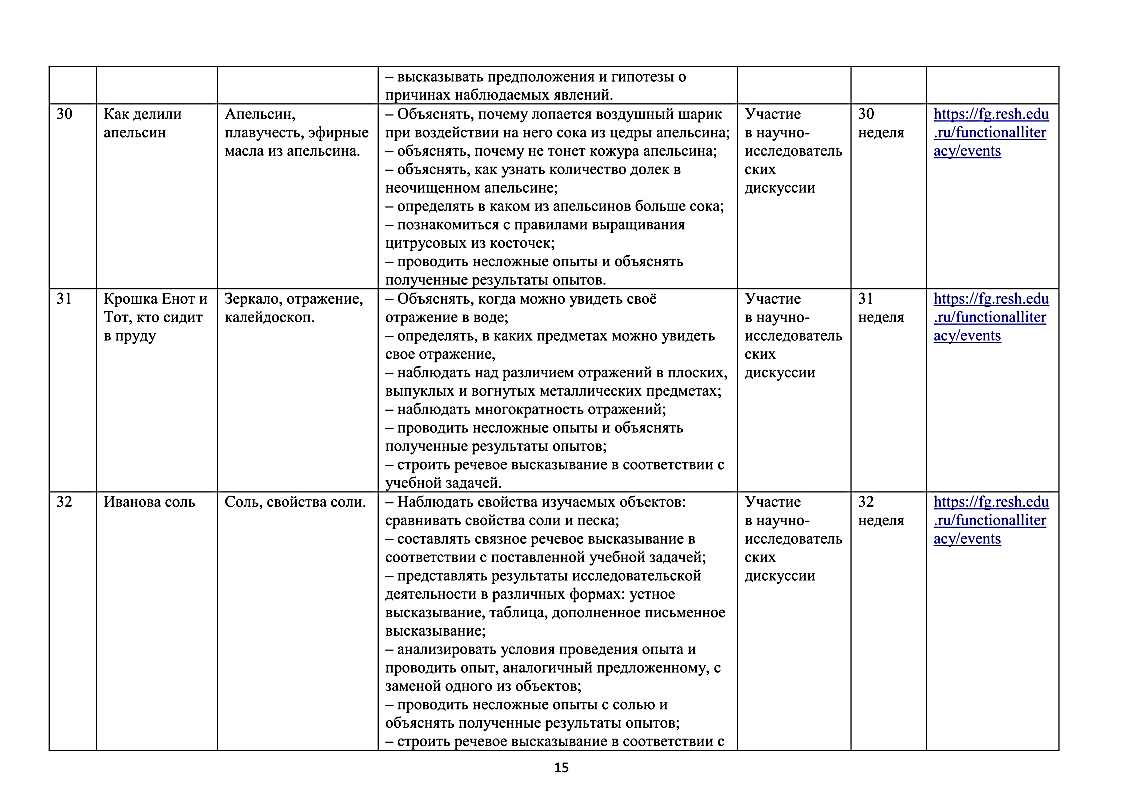 – высказывать предположения и гипотезы о
причинах наблюдаемых явлений.
30
Как делили
апельсин
Апельсин,
плавучесть, эфирные
масла из апельсина.
– Объяснять, почему лопается воздушный шарик
при воздействии на него сока из цедры апельсина;
– объяснять, почему не тонет кожура апельсина;
– объяснять, как узнать количество долек в
неочищенном апельсине;
– определять в каком из апельсинов больше сока;
– познакомиться с правилами выращивания
цитрусовых из косточек;
– проводить несложные опыты и объяснять
полученные результаты опытов.
Участие
в научно-
исследователь
ских
дискуссии
30
неделя
https://fg.resh.edu
.ru/functionalliter
acy/events
31
Крошка Енот и
Тот, кто сидит
в пруду
Зеркало, отражение,
калейдоскоп.
– Объяснять, когда можно увидеть своё
отражение в воде;
– определять, в каких предметах можно увидеть
свое отражение,
– наблюдать над различием отражений в плоских,
выпуклых и вогнутых металлических предметах;
– наблюдать многократность отражений;
– проводить несложные опыты и объяснять
полученные результаты опытов;
– строить речевое высказывание в соответствии с
учебной задачей.
Участие
в научно-
исследователь
ских
дискуссии
31
неделя
https://fg.resh.edu
.ru/functionalliter
acy/events
32
Иванова соль
Соль, свойства соли.
– Наблюдать свойства изучаемых объектов:
сравнивать свойства соли и песка;
– составлять связное речевое высказывание в
соответствии с поставленной учебной задачей;
– представлять результаты исследовательской
деятельности в различных формах: устное
высказывание, таблица, дополненное письменное
высказывание;
– анализировать условия проведения опыта и
проводить опыт, аналогичный предложенному, с
заменой одного из объектов;
– проводить несложные опыты с солью и
объяснять полученные результаты опытов;
– строить речевое высказывание в соответствии с
Участие
в научно-
исследователь
ских
дискуссии
32
неделя
https://fg.resh.edu
.ru/functionalliter
acy/events
15